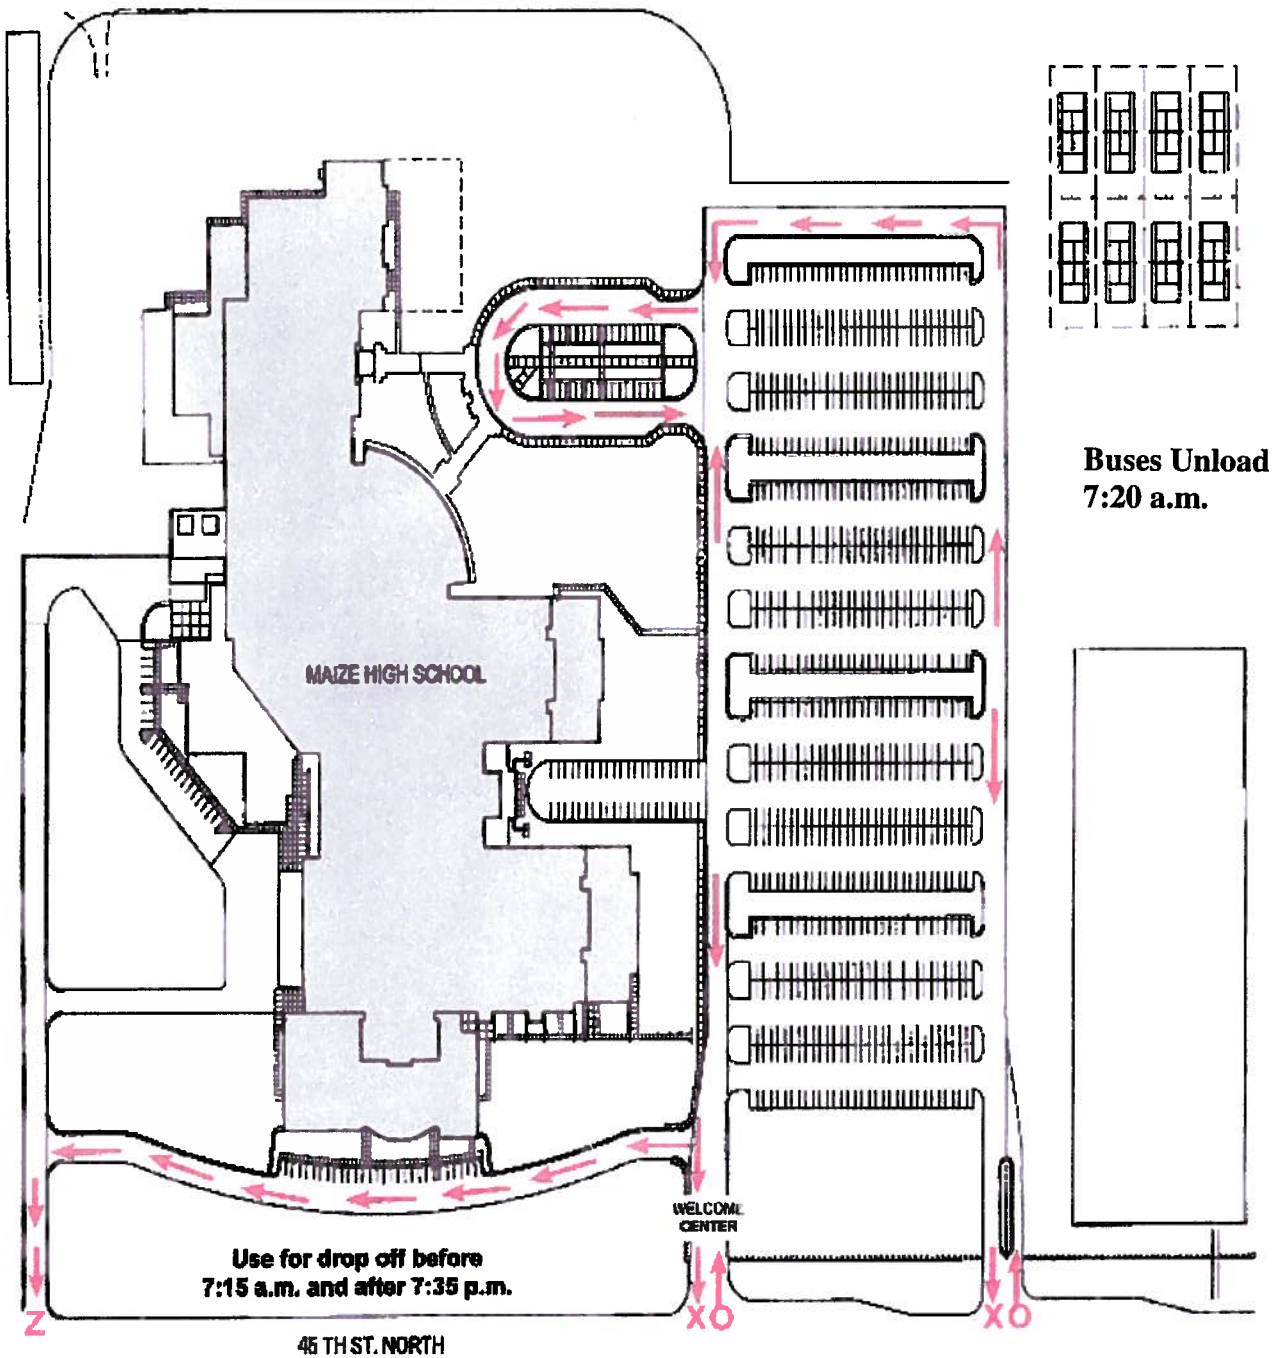 Buses Unload
7:20 a.m.
MAIZE HIGH SCHOOL
WELCOME
CENTER
Use for drop off before
7:15 a.m. and after 7:35 p.m.
Z
X O
X O
45 TH ST. NORTH